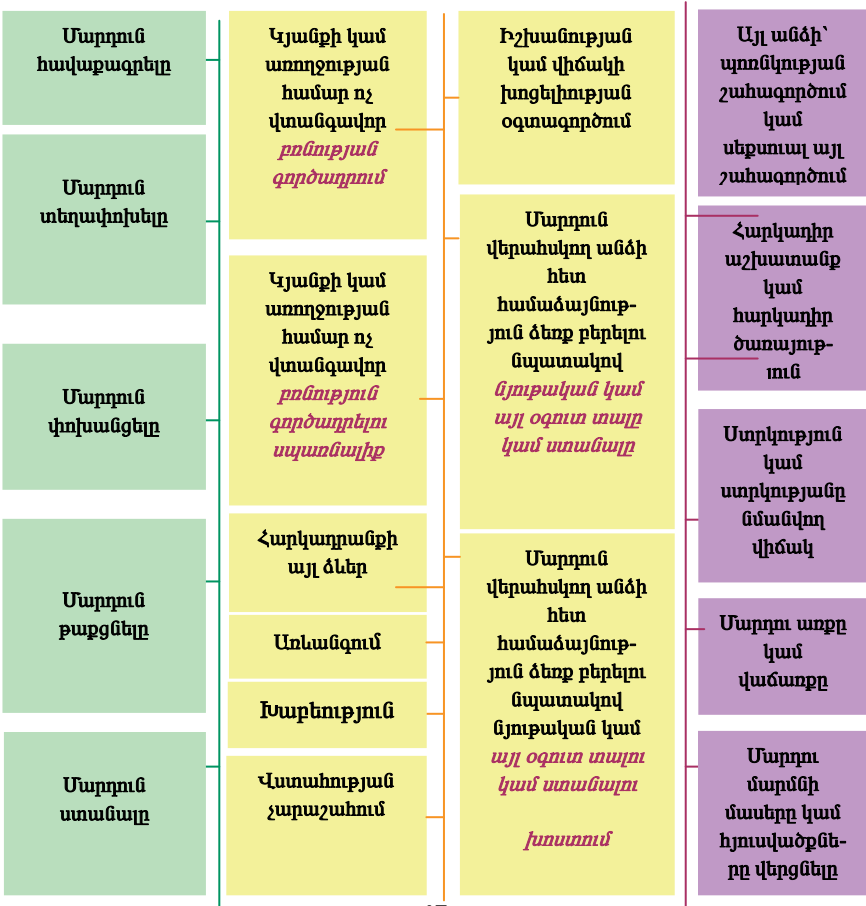 Մարդուն
հավաքագրելը
Մարդուն
տեղափոխելը
Մարդուն
փոխանցելը
Մարդուն
թաքցնելը
Մարդուն
ստանալը
Կյանքի կամ
առողջության
համար ոչ
վտանգավոր
բռնության
գործադրում
Կյանքի կամ
առողջության
համար ոչ
վտանգավոր
բռնություն
գործադրելու
սպառնալիք
Հարկադրանքի
այլ ձևեր
Առևանգում
Խաբեություն
Վստահության
չարաշահում
Իշխանության
կամ վիճակի
խոցելիության
օգտագործում
Մարդուն
վերահսկող անձի
հետ
համաձայնութ-
յուն ձեռք բերելու
նպատակով
նյութական կամ
այլ օգուտ տալը
կամ ստանալը
Մարդուն
վերահսկող անձի
հետ
համաձայնութ-
յուն ձեռք բերելու
նպատակով
նյութական կամ
այլ օգուտ տալու
կամ ստանալու
խոստում
Այլ անձի՝
պոռնկության
շահագործում
կամ
սեքսուալ այլ
շահագործում
Հարկադիր
աշխատանք
կամ
հարկադիր
ծառայութ-
յուն
Ստրկություն
կամ
ստրկությանը
նմանվող
վիճակ
Մարդու առքը
կամ
վաճառքը
Մարդու
մարմնի
մասերը կամ
հյուսվածքնե-
րը վերցնելը